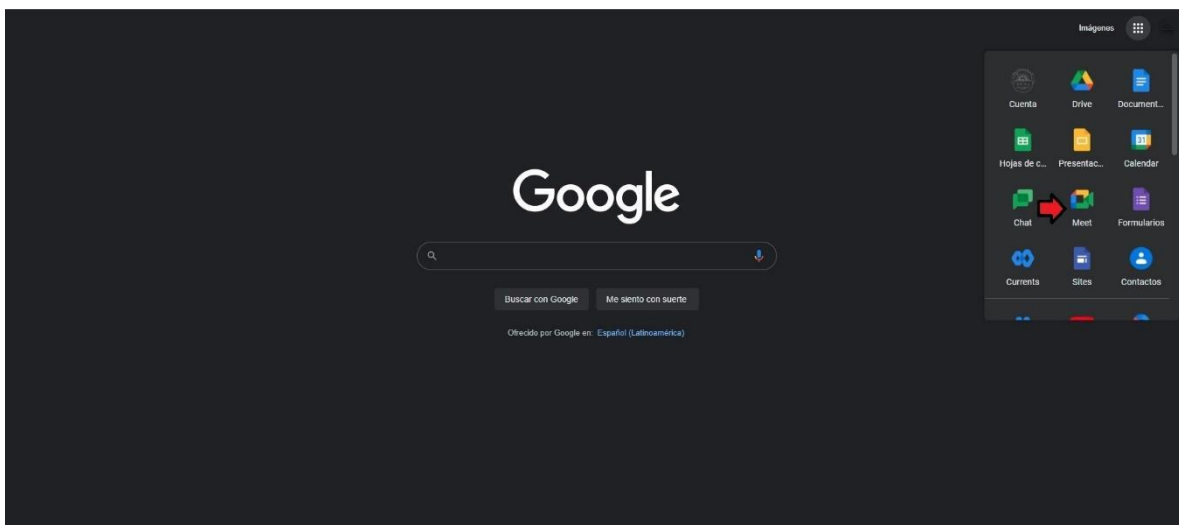 Imágenes
Cuenta Drive Document...
31
Hojas de c... Presentac... Calendar
Chat Meet Formularios
Currents Sites Contactos
Google
Buscar con Google Me siento con suerte
Ofrecido por Google en: Español (Latinoamérica)